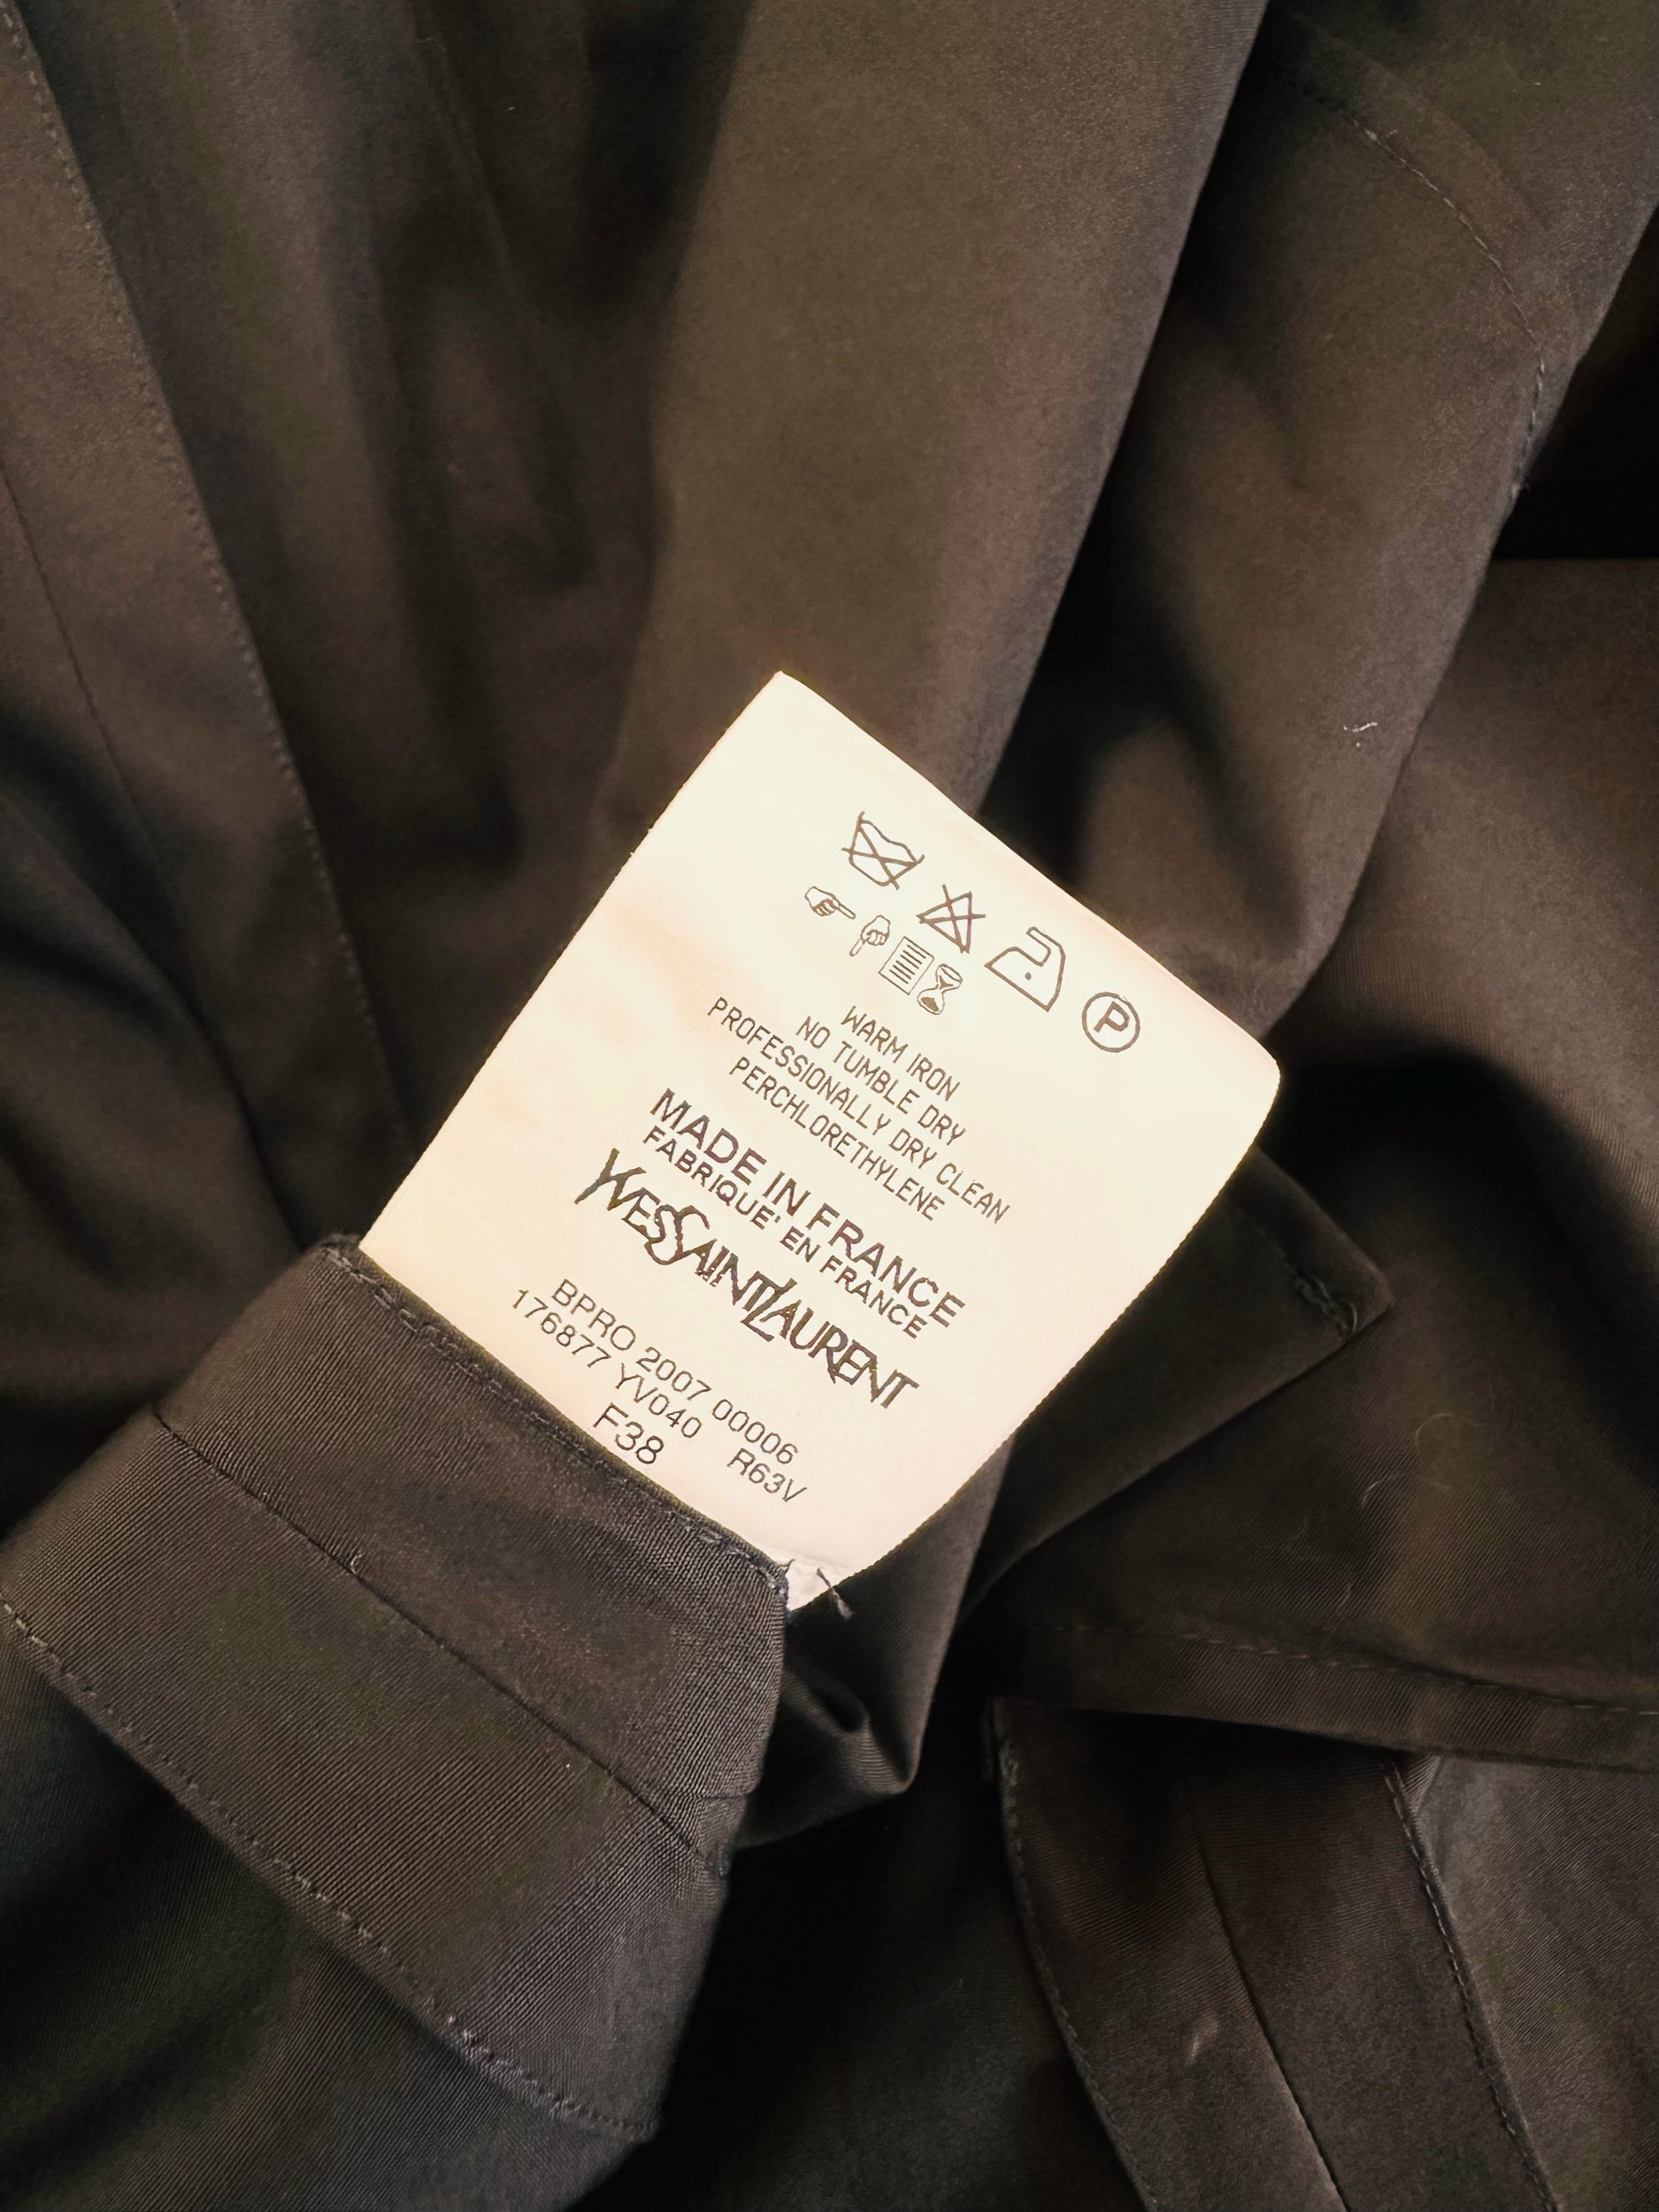 P
WARM IRON
NO TUMBLE DRY
PROFESSIONALLY DRY CLEAN
PERCHLORETHYLENE
MADE IN FRANCE
FABRIQUE' EN FRANCE
YVESSAINTLAURENT
BPRO 2007 00006
176877 YV040 R63V
F38